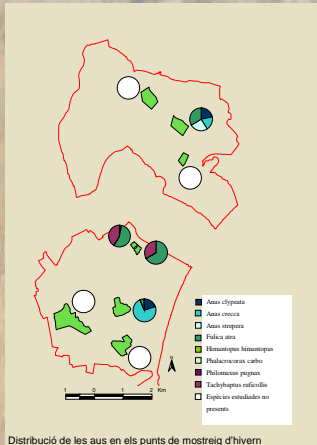 Anas clypeata
Anas crecca
Anas strepera
Fulica atra
Himantopus himantopus
Phalacrocorax carbo
Philomaxus pugnax
Tachybaptus ruficollis
Espècies estudiades no
presents
N
1 0 1 2 Km
Distribució de les aus en els punts de mostreig d'hivern